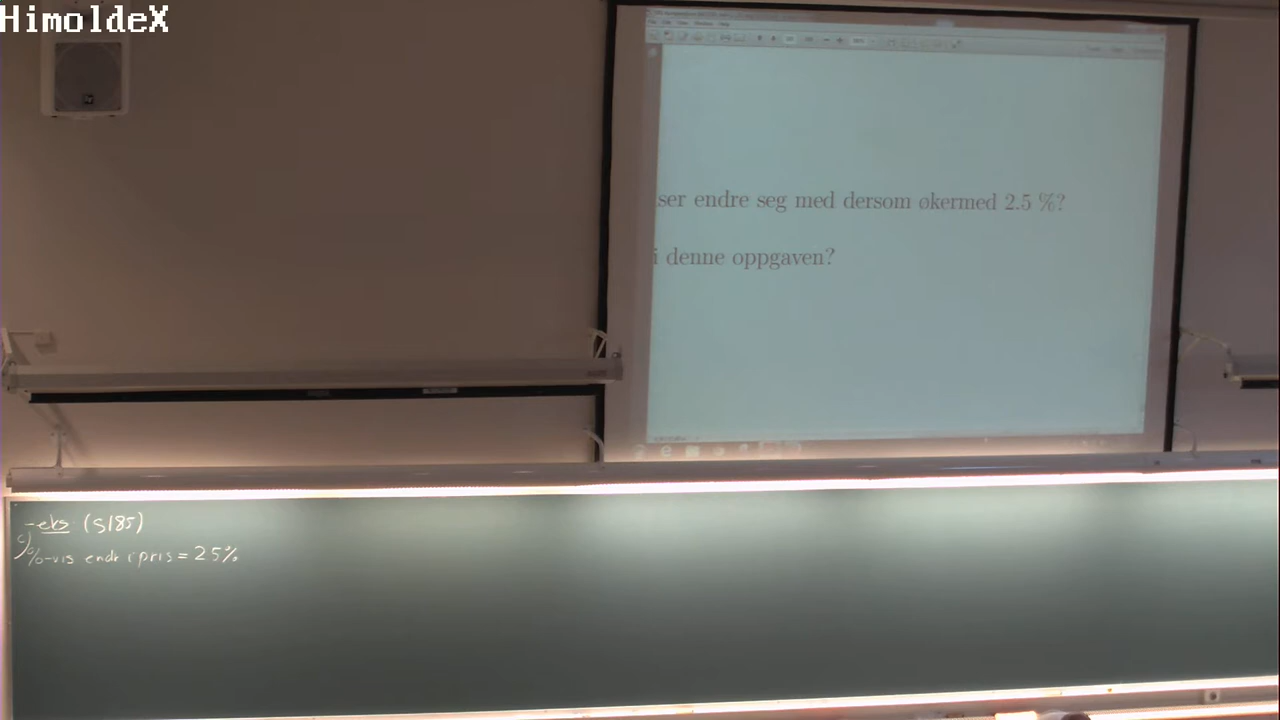 HimoldeX
ser endre seg med dersom økermed 2.5 %?
i denne oppgaven?
-eks (S185)
c)
%-vis endr i pris = 2 5%